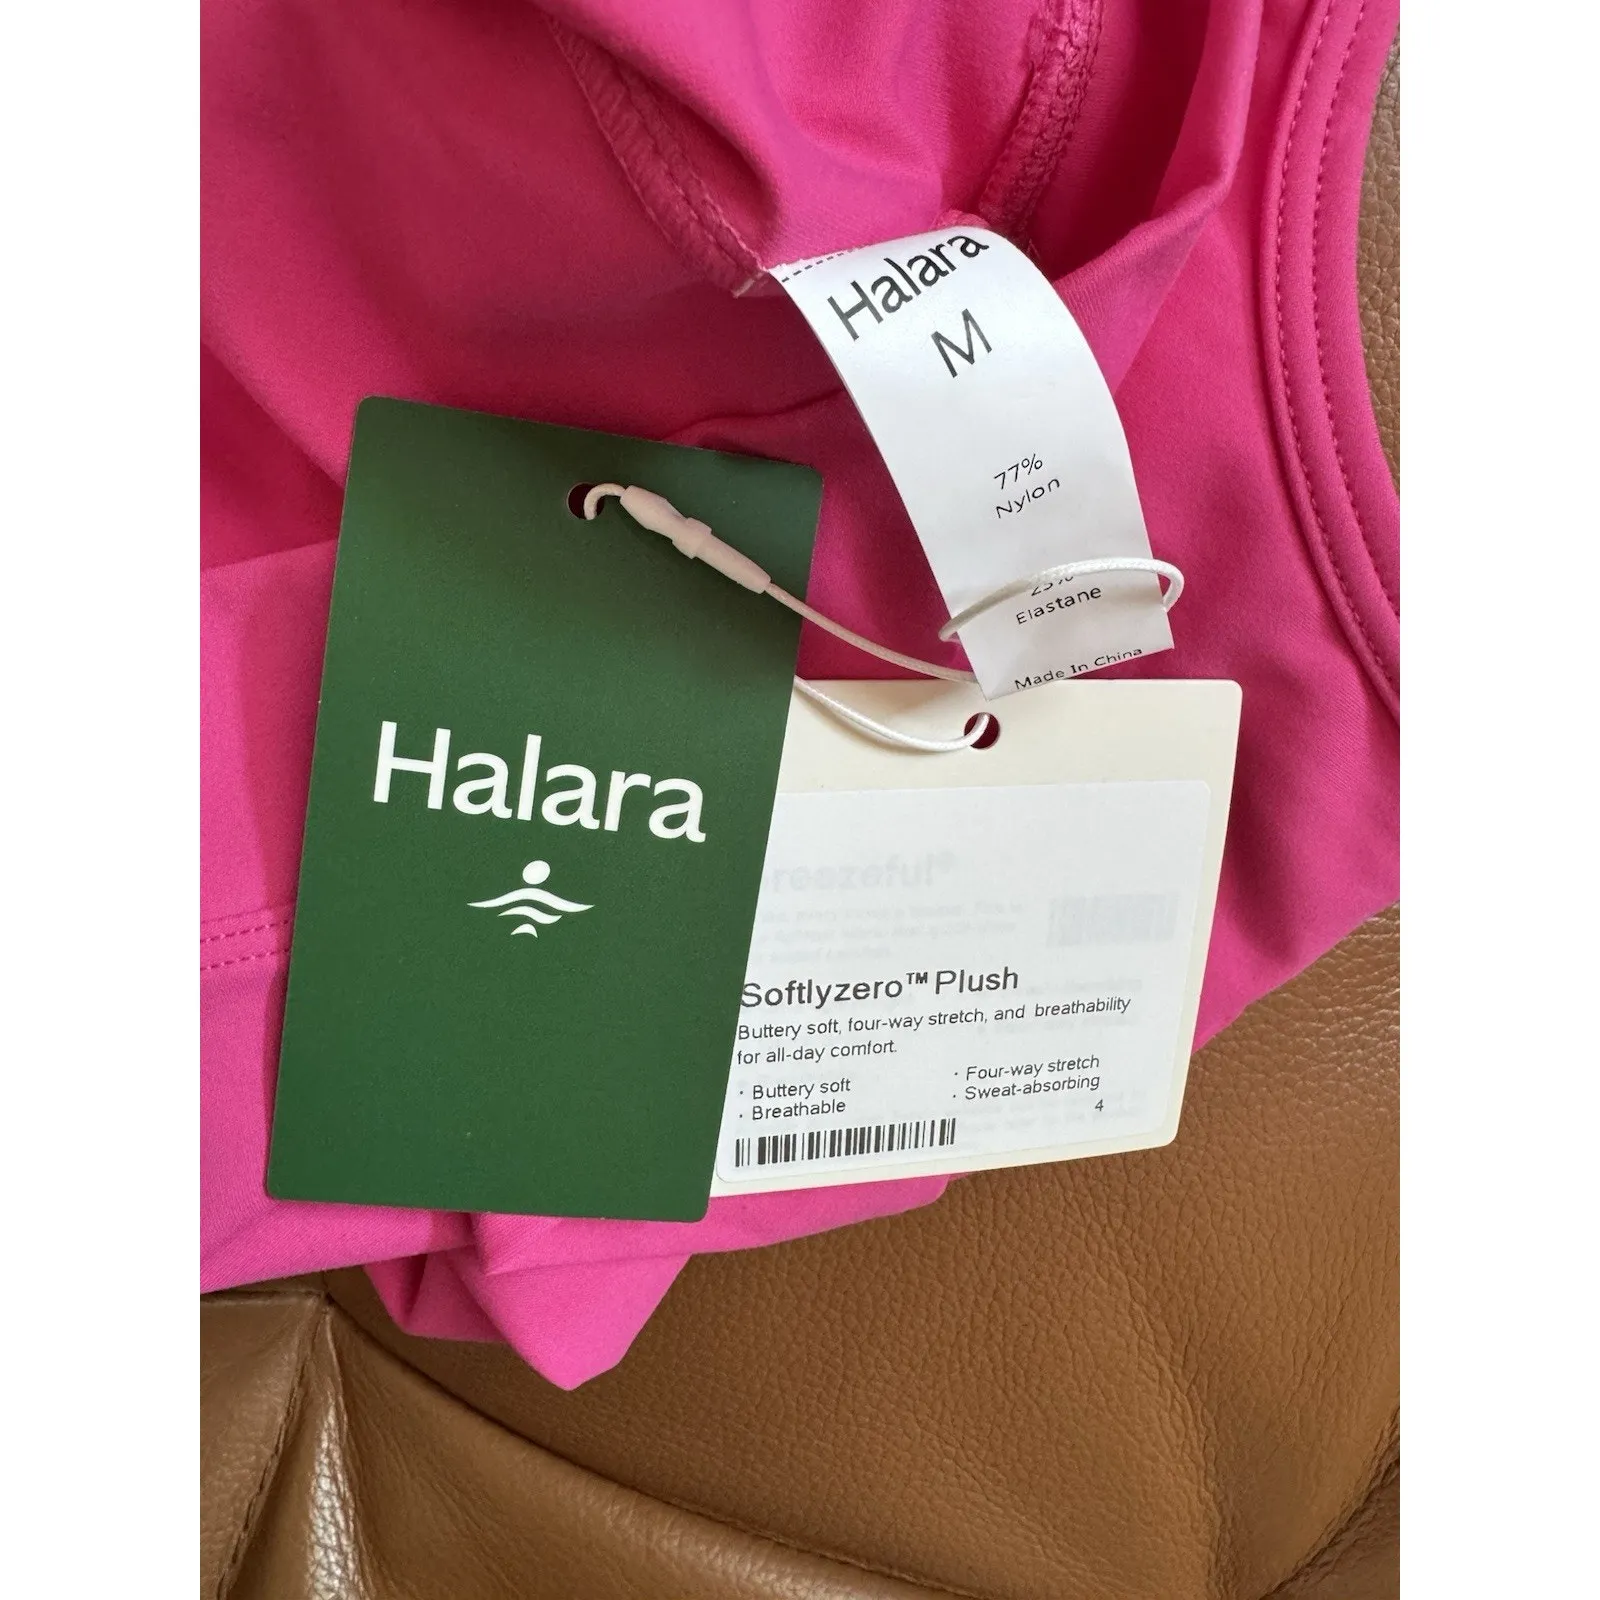 Halara
M
77%
Nylon
23%
Elastane
Made In China
Halara
Softlyzero™ Plush
Buttery soft, four-way stretch, and breathability
for all-day comfort.
· Buttery soft
· Four-way stretch
· Breathable
· Sweat-absorbing
4